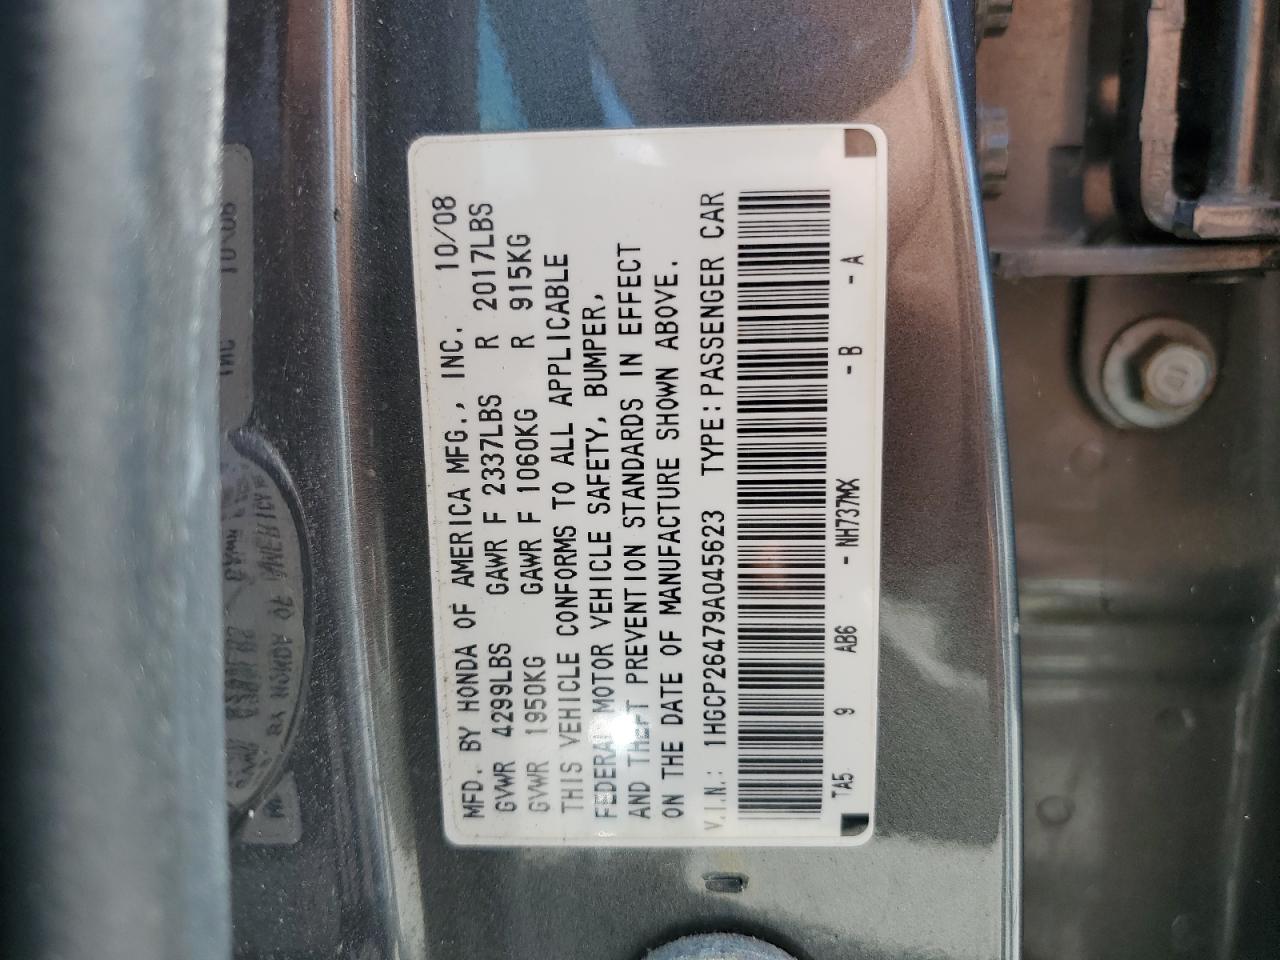 MFD. BY HONDA OF AMERICA MFG., INC. 10/08
GVWR 4299LBS GAWR F 2337LBS R 2017LBS
GVWR 1950KG GAWR F 1060KG R 915KG
THIS VEHICLE CONFORMS TO ALL APPLICABLE
FEDERAL MOTOR VEHICLE SAFETY, BUMPER,
AND THEFT PREVENTION STANDARDS IN EFFECT
ON THE DATE OF MANUFACTURE SHOWN ABOVE.
V.I.N.: 1HGCP26479A045623 TYPE:PASSENGER CAR
TA5 9 AB6 - NH737MX - B - A